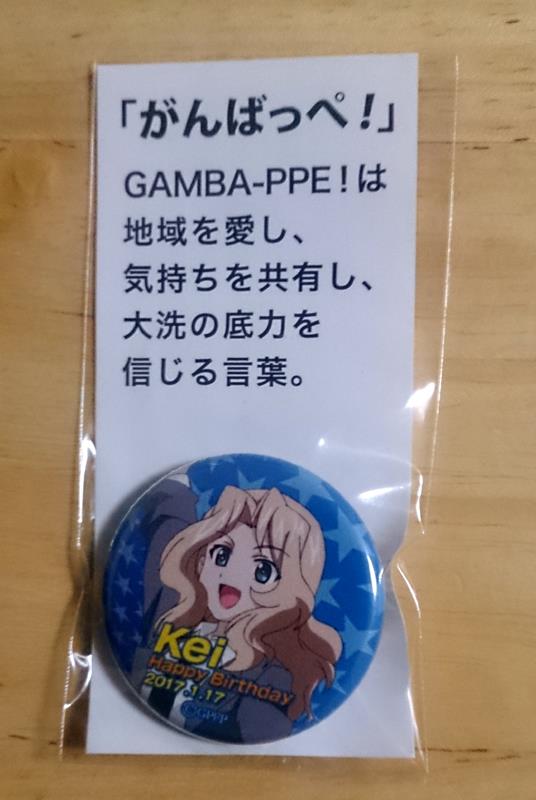 「がんばっぺ！」
GAMBA-PPE！は
地域を愛し、
気持ちを共有し、
大洗の底力を
信じる言葉。
Kei
Happy Birthday
2017.1.17
©GPFP